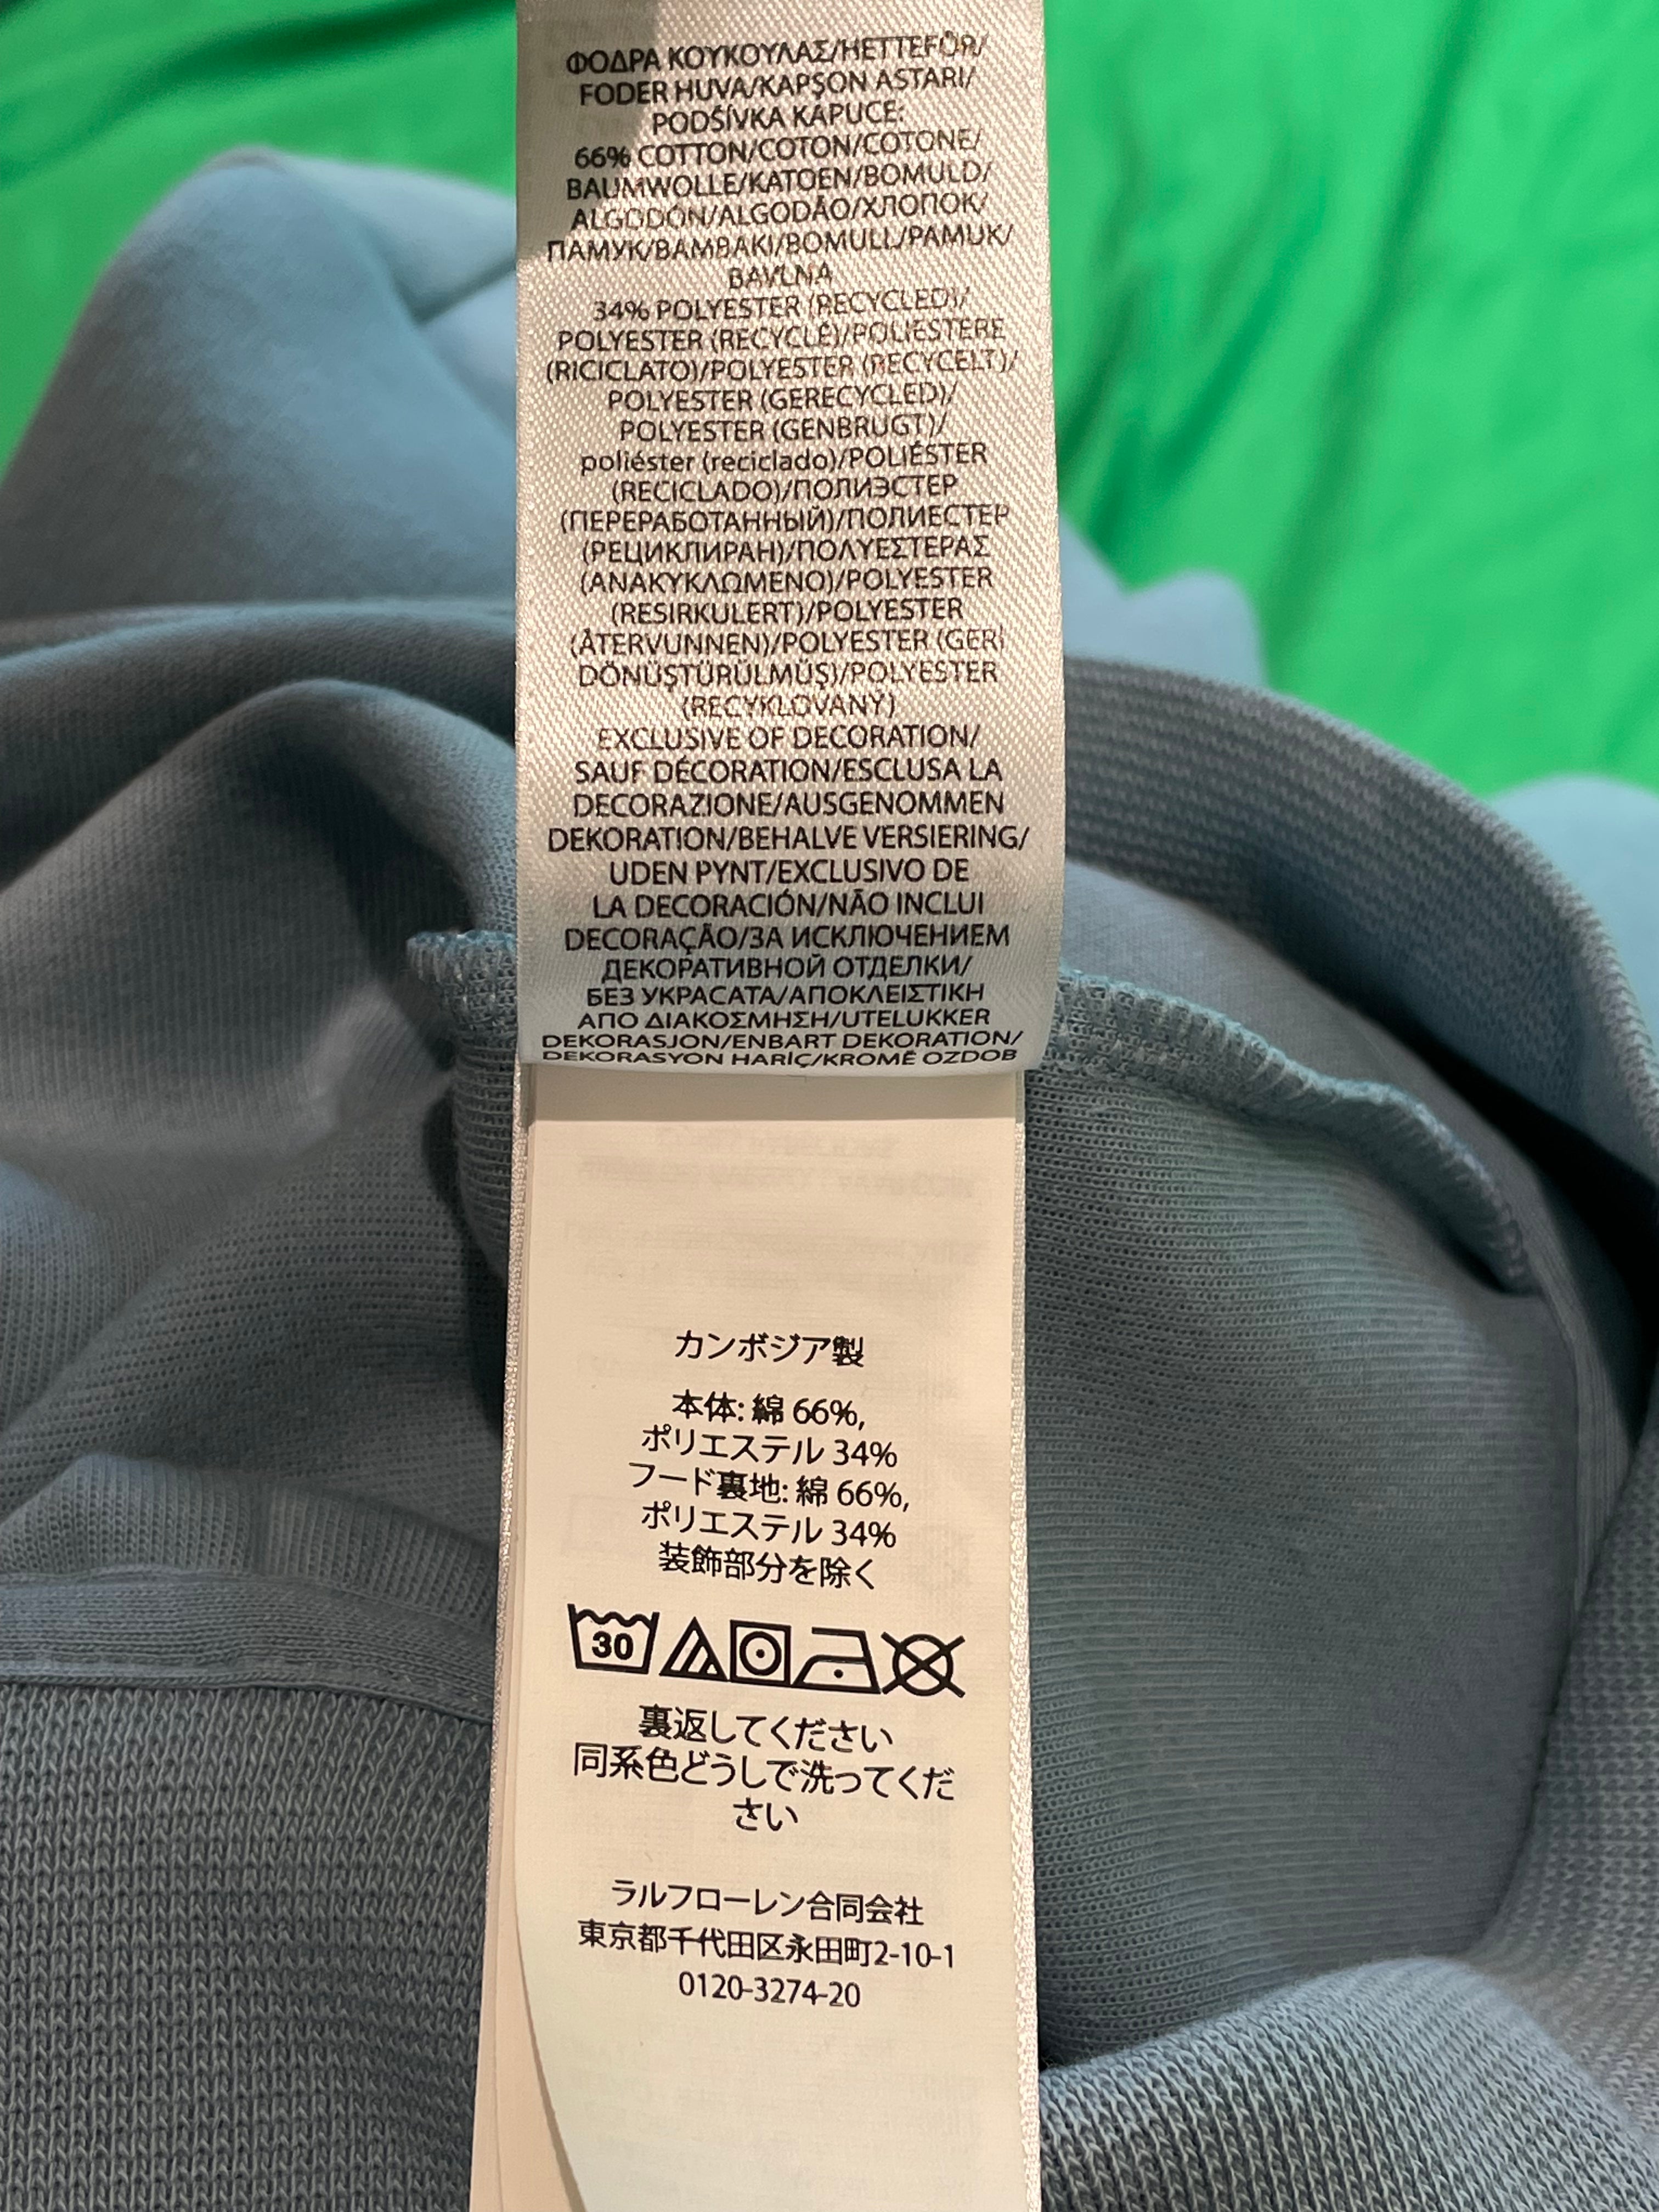 ΦΟΔΡΑ ΚΟΥΚΟΥΛΑΣ/HETTEFÔR/
FODER HUVA/KAPŞON ASTARI/
PODŠÍVKA KAPUCE:
66% COTTON/COTON/COTONE/
BAUMWOLLE/KATOEN/BOMULD/
ALGODÓN/ALGODÃO/ХЛОПОК/
ПАМУК/ΒΑΜΒΑΚΙ/BOMULL/PAMUK/
BAVLNA
34% POLYESTER (RECYCLED)/
POLYESTER (RECYCLÉ)/POLIESTERE
(RICICLATO)/POLYESTER (RECYCELT)/
POLYESTER (GERECYCLED)/
POLYESTER (GENBRUGT)/
poliéster (reciclado)/POLIÉSTER
(RECICLADO)/ПОЛИЭСТЕР
(ПЕРЕРАБОТАННЫЙ)/ПОЛИЕСТЕР
(РЕЦИКЛИРАН)/ΠΟΛΥΕΣΤΕΡΑΣ
(ΑΝΑΚΥΚΛΩΜΕΝΟ)/POLYESTER
(RESIRKULERT)/POLYESTER
(ÅTERVUNNEN)/POLYESTER (GERİ
DÖNÜŞTÜRÜLMÜŞ)/POLYESTER
(RECYKLOVANÝ)
EXCLUSIVE OF DECORATION/
SAUF DÉCORATION/ESCLUSA LA
DECORAZIONE/AUSGENOMMEN
DEKORATION/BEHALVE VERSIERING/
UDEN PYNT/EXCLUSIVO DE
LA DECORACIÓN/NÃO INCLUI
DECORAÇÃO/ЗА ИСКЛЮЧЕНИЕМ
ДЕКОРАТИВНОЙ ОТДЕЛКИ/
БЕЗ УКРАСАТА/ΑΠΟΚΛΕΙΣΤΙΚΗ
ΑΠΟ ΔΙΑΚΟΣΜΗΣΗ/UTELUKKER
DEKORASJON/ENBART DEKORATION/
DEKORASYON HARİÇ/KROMĚ OZDOB
カンボジア製
本体: 綿 66%,
ポリエステル 34%
フード裏地: 綿 66%,
ポリエステル 34%
装飾部分を除く
30
裏返してください
同系色どうしで洗ってくだ
さい
ラルフローレン合同会社
東京都千代田区永田町2-10-1
0120-3274-20